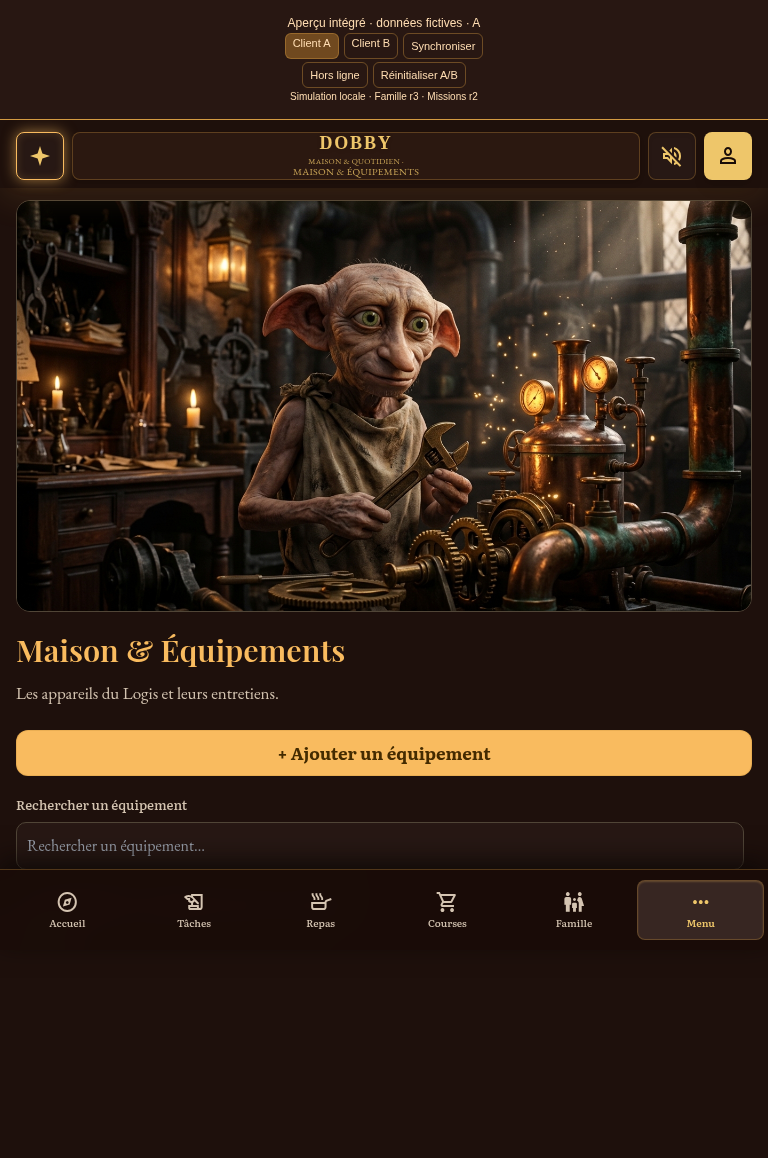 Aperçu intégré · données fictives · A
Client A
Client B
Synchroniser
Hors ligne
Réinitialiser A/B
Simulation locale · Famille r3 · Missions r2
DOBBY
MAISON & QUOTIDIEN ·
MAISON & ÉQUIPEMENTS
Maison & Équipements
Les appareils du Logis et leurs entretiens.
+ Ajouter un équipement
Rechercher un équipement
Rechercher un équipement...
Accueil
Tâches
Repas
Courses
Famille
Menu